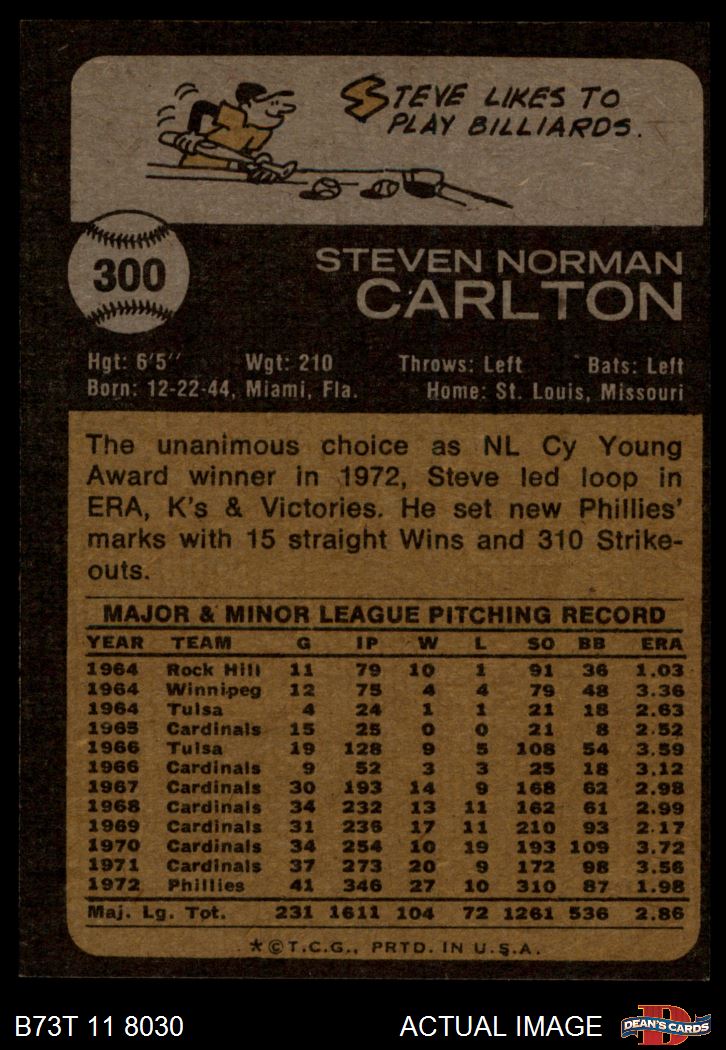 STEVE LIKES TO
PLAY BILLIARDS.
300
STEVEN NORMAN
CARLTON
Hgt: 6'5" Wgt: 210 Throws: Left Bats: Left
Born: 12-22-44, Miami, Fla. Home: St. Louis, Missouri
The unanimous choice as NL Cy Young
Award winner in 1972, Steve led loop in
ERA, K's & Victories. He set new Phillies'
marks with 15 straight Wins and 310 Strike-
outs.
MAJOR & MINOR LEAGUE PITCHING RECORD
YEAR TEAM G IP W L SO BB ERA
1964 Rock Hill 11 79 10 1 91 36 1.03
1964 Winnipeg 12 75 4 4 79 48 3.36
1964 Tulsa 4 24 1 1 21 18 2.63
1965 Cardinals 15 25 0 0 21 8 2.52
1966 Tulsa 19 128 9 5 108 54 3.59
1966 Cardinals 9 52 3 3 25 18 3.12
1967 Cardinals 30 193 14 9 168 62 2.98
1968 Cardinals 34 232 13 11 162 61 2.99
1969 Cardinals 31 236 17 11 210 93 2.17
1970 Cardinals 34 254 10 19 193 109 3.72
1971 Cardinals 37 273 20 9 172 98 3.56
1972 Phillies 41 346 27 10 310 87 1.98
Maj. Lg. Tot. 231 1611 104 72 1261 536 2.86
*©T.C.G., PRTD. IN U.S.A.
B73T 11 8030 ACTUAL IMAGE
D
DEAN'S CARDS